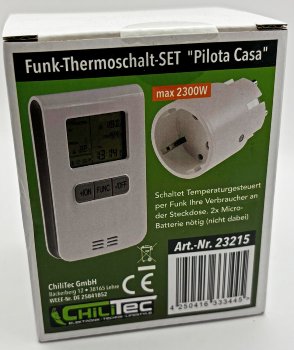 Funk-Thermoschalt-SET "Pilota Casa"
max 2300W
+/ON FUNC -/OFF
Schaltet Temperaturgesteuert
per Funk Ihre Verbraucher an
der Steckdose. 2x Micro-
Batterie nötig (nicht dabei)
Art.-Nr. 23215
ChiliTec GmbH
Bäckerberg 12 • 38165 Lehre
WEEE-Nr. DE 25841852
CE
CHILITEC
4 250416 333445